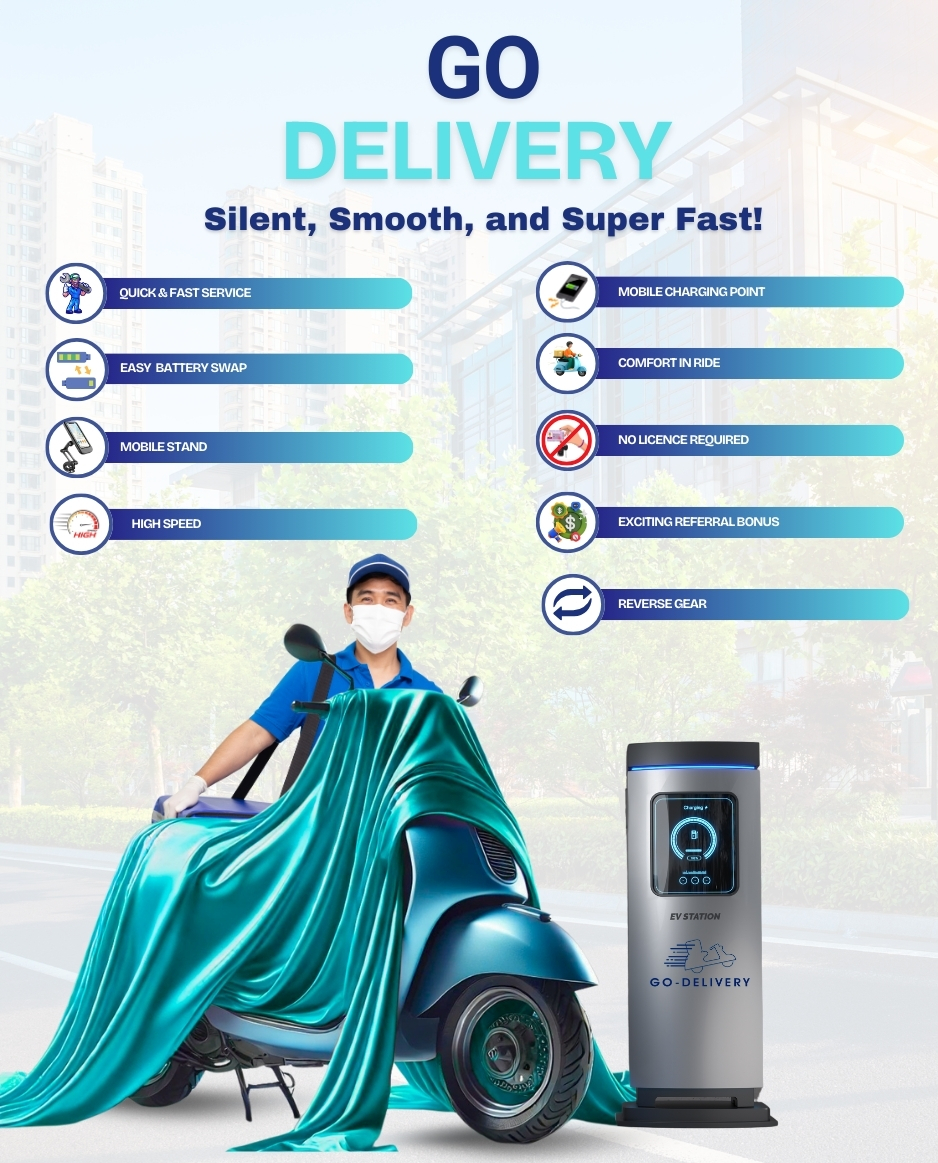 GO
DELIVERY
Silent, Smooth, and Super Fast!
QUICK & FAST SERVICE
EASY BATTERY SWAP
MOBILE STAND
HIGH SPEED
HIGH
MOBILE CHARGING POINT
COMFORT IN RIDE
NO LICENCE REQUIRED
EXCITING REFERRAL BONUS
REVERSE GEAR
Charging
EV STATION
GO-DELIVERY